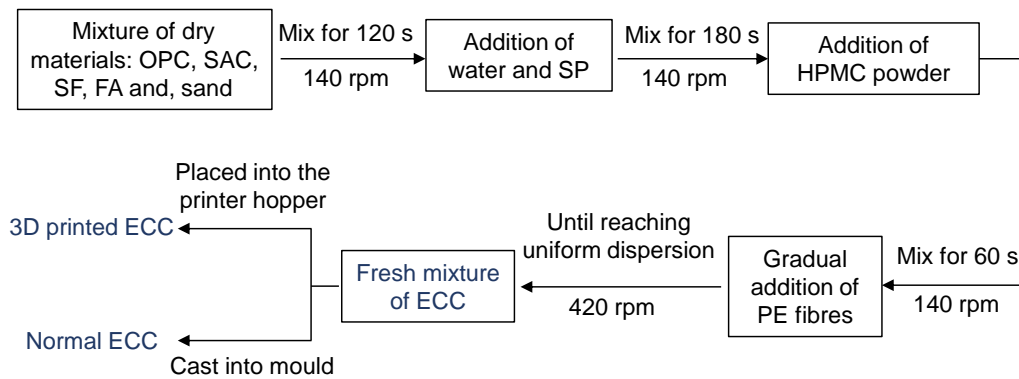 Mixture of dry
materials: OPC, SAC,
SF, FA and, sand
Mix for 120 s
140 rpm
Addition of
water and SP
Mix for 180 s
140 rpm
Addition of
HPMC powder
Mix for 60 s
140 rpm
Gradual
addition of
PE fibres
Until reaching
uniform dispersion
420 rpm
Fresh mixture
of ECC
Placed into the
printer hopper
3D printed ECC
Normal ECC
Cast into mould